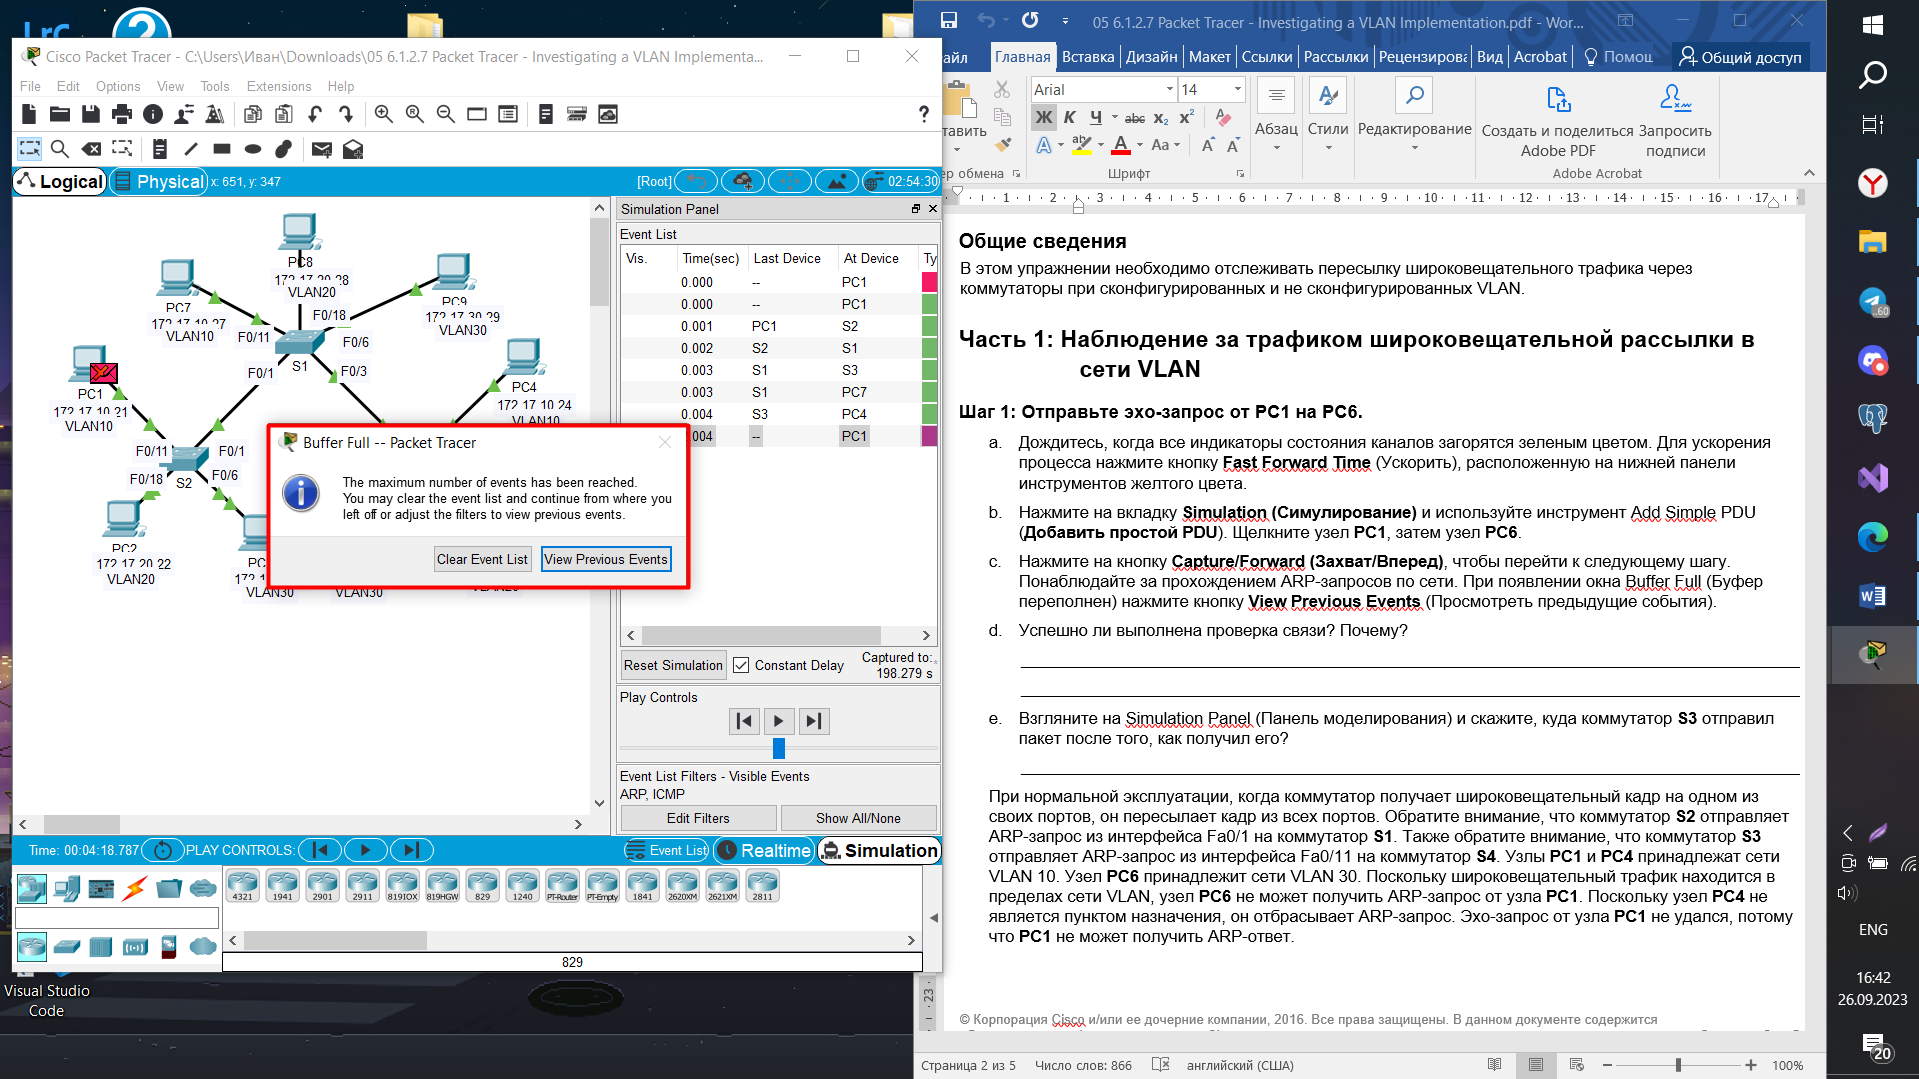 Cisco Packet Tracer - C:\Users\Иван\Downloads\05 6.1.2.7 Packet Tracer - Investigating a VLAN Implementa...
File Edit Options View Tools Extensions Help
Logical Physical x: 651, y: 347 [Root] 02:54:30
PC8
172.17.20.28
VLAN20
PC7
172.17.10.27
VLAN10
PC9
172.17.30.29
VLAN30
F0/18
F0/11
F0/6
S1
F0/1
F0/3
PC1
172.17.10.21
VLAN10
PC4
172.17.10.24
VLAN10
F0/11
F0/1
F0/18
F0/6
S2
PC2
172.17.20.22
VLAN20
VLAN30
VLAN30
Simulation Panel
Event List
Vis. Time(sec) Last Device At Device Ty
0.000 -- PC1
0.000 -- PC1
0.001 PC1 S2
0.002 S2 S1
0.003 S1 S3
0.003 S1 PC7
0.004 S3 PC4
004 -- PC1
Buffer Full -- Packet Tracer
The maximum number of events has been reached.
You may clear the event list and continue from where you
left off or adjust the filters to view previous events.
Clear Event List View Previous Events
Reset Simulation Constant Delay Captured to:
198.279 s
Play Controls
Event List Filters - Visible Events
ARP, ICMP
Edit Filters Show All/None
Time: 00:04:18.787 PLAY CONTROLS: Event List Realtime Simulation
4321 1941 2901 2911 819IOX 819HGW 829 1240 PT-Router PT-Empty 1841 2620XM 2621XM 2811
829
Visual Studio
Code
05 6.1.2.7 Packet Tracer - Investigating a VLAN Implementation.pdf - Wor...
айл Главная Вставка Дизайн Макет Ссылки Рассылки Рецензирова Вид Acrobat Помощ Общий доступ
тавить
Arial 14
Ж К Ч abc x₂ x²
Абзац Стили Редактирование
Создать и поделиться
Adobe PDF
Запросить
подписи
ер обмена Шрифт Adobe Acrobat
1 2 3 4 5 6 7 8 9 10 11 12 13 14 15 16 17
Общие сведения
В этом упражнении необходимо отслеживать пересылку широковещательного трафика через
коммутаторы при сконфигурированных и не сконфигурированных VLAN.
Часть 1: Наблюдение за трафиком широковещательной рассылки в
сети VLAN
Шаг 1: Отправьте эхо-запрос от PC1 на PC6.
a. Дождитесь, когда все индикаторы состояния каналов загорятся зеленым цветом. Для ускорения
процесса нажмите кнопку Fast Forward Time (Ускорить), расположенную на нижней панели
инструментов желтого цвета.
b. Нажмите на вкладку Simulation (Симулирование) и используйте инструмент Add Simple PDU
(Добавить простой PDU). Щелкните узел PC1, затем узел PC6.
c. Нажмите на кнопку Capture/Forward (Захват/Вперед), чтобы перейти к следующему шагу.
Понаблюдайте за прохождением ARP-запросов по сети. При появлении окна Buffer Full (Буфер
переполнен) нажмите кнопку View Previous Events (Просмотреть предыдущие события).
d. Успешно ли выполнена проверка связи? Почему?
e. Взгляните на Simulation Panel (Панель моделирования) и скажите, куда коммутатор S3 отправил
пакет после того, как получил его?
При нормальной эксплуатации, когда коммутатор получает широковещательный кадр на одном из
своих портов, он пересылает кадр из всех портов. Обратите внимание, что коммутатор S2 отправляет
ARP-запрос из интерфейса Fa0/1 на коммутатор S1. Также обратите внимание, что коммутатор S3
отправляет ARP-запрос из интерфейса Fa0/11 на коммутатор S4. Узлы PC1 и PC4 принадлежат сети
VLAN 10. Узел PC6 принадлежит сети VLAN 30. Поскольку широковещательный трафик находится в
пределах сети VLAN, узел PC6 не может получить ARP-запрос от узла PC1. Поскольку узел PC4 не
является пунктом назначения, он отбрасывает ARP-запрос. Эхо-запрос от узла PC1 не удался, потому
что PC1 не может получить ARP-ответ.
© Корпорация Cisco и/или ее дочерние компании, 2016. Все права защищены. В данном документе содержится
23
Страница 2 из 5 Число слов: 866 английский (США) 100%
60
ENG
16:42
26.09.2023
20